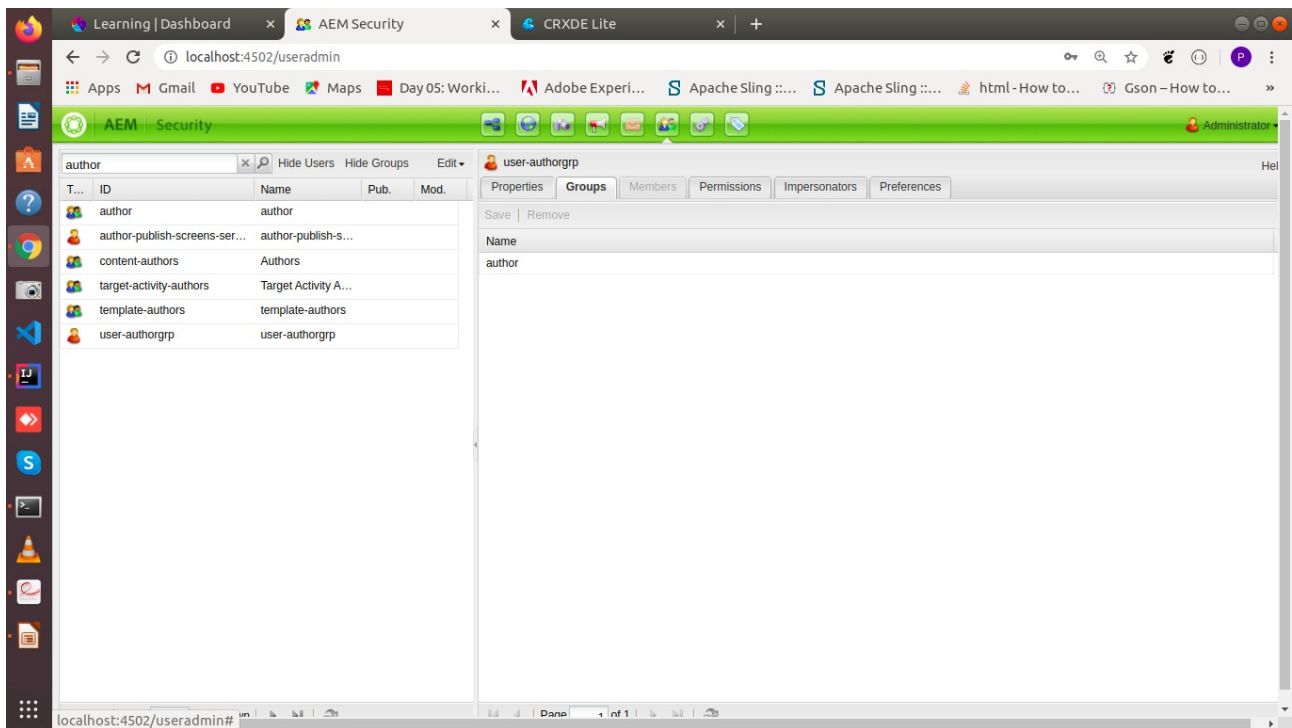 Learning | Dashboard
AEM Security
CRXDE Lite
localhost:4502/useradmin
P
Apps
Gmail
YouTube
Maps
Day 05: Worki...
Adobe Experi...
Apache Sling ::...
Apache Sling ::...
html - How to...
Gson – How to...
»
AEM
Security
Administrator
author
Hide Users
Hide Groups
Edit
T...
ID
Name
Pub.
Mod.
author
author
author-publish-screens-ser...
author-publish-s...
content-authors
Authors
target-activity-authors
Target Activity A...
template-authors
template-authors
user-authorgrp
user-authorgrp
user-authorgrp
Hel
Properties
Groups
Members
Permissions
Impersonators
Preferences
Save | Remove
Name
author
Page 1 of 1
localhost:4502/useradmin#